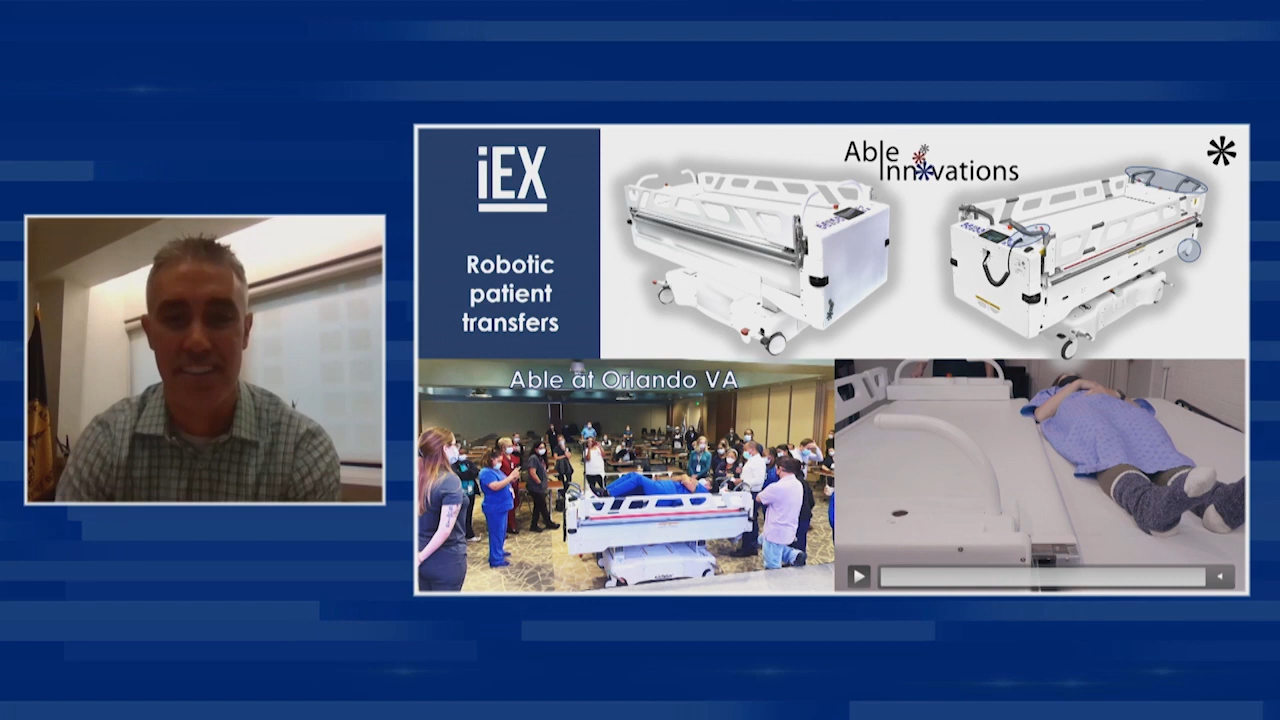 iEX
Robotic
patient
transfers
Able
Innovations
Able at Orlando VA